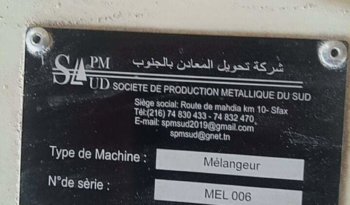 شركة تحويل المعادن بالجنوب
SPM
SUD SOCIETE DE PRODUCTION METALLIQUE DU SUD
Siége social: Route de mahdia km 10- Sfax
Tél:(216) 74 830 433 - 74 832 470
E-mail: spmsud2019@gmail.com
spmsud@gnet.tn
Type de Machine : Mélangeur
N°de série : MEL 006